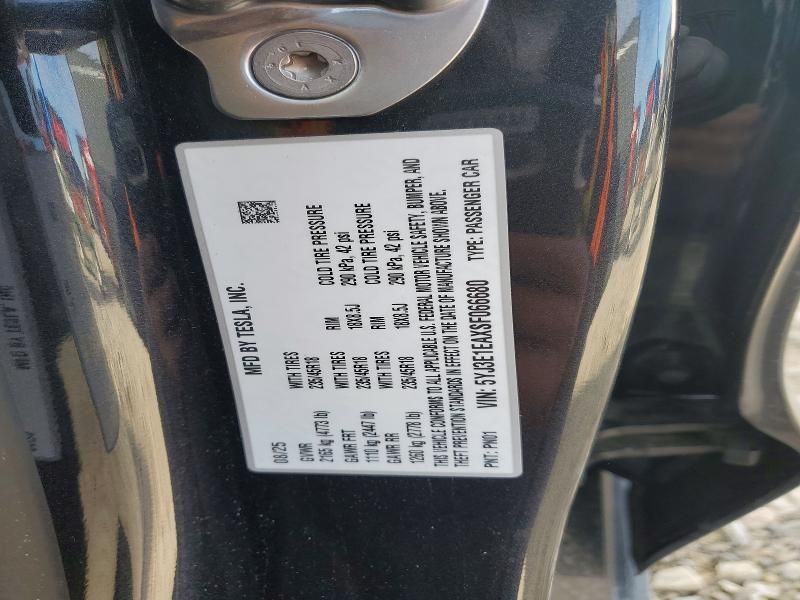 MFD BY TESLA, INC.
08/25
GVWR WITH TIRES RIM COLD TIRE PRESSURE
2165 kg (4773 lb) 235/45R18 18X8.5J 290 kPa, 42 psi
GAWR FRT WITH TIRES RIM COLD TIRE PRESSURE
1110 kg (2447 lb) 235/45R18 18X8.5J 290 kPa, 42 psi
GAWR RR WITH TIRES
1260 kg (2778 lb) 235/45R18
THIS VEHICLE CONFORMS TO ALL APPLICABLE U.S. FEDERAL MOTOR VEHICLE SAFETY, BUMPER, AND
THEFT PREVENTION STANDARDS IN EFFECT ON THE DATE OF MANUFACTURE SHOWN ABOVE.
PNT: PN01 VIN: 5YJ3E1EAXSF066680 TYPE: PASSENGER CAR